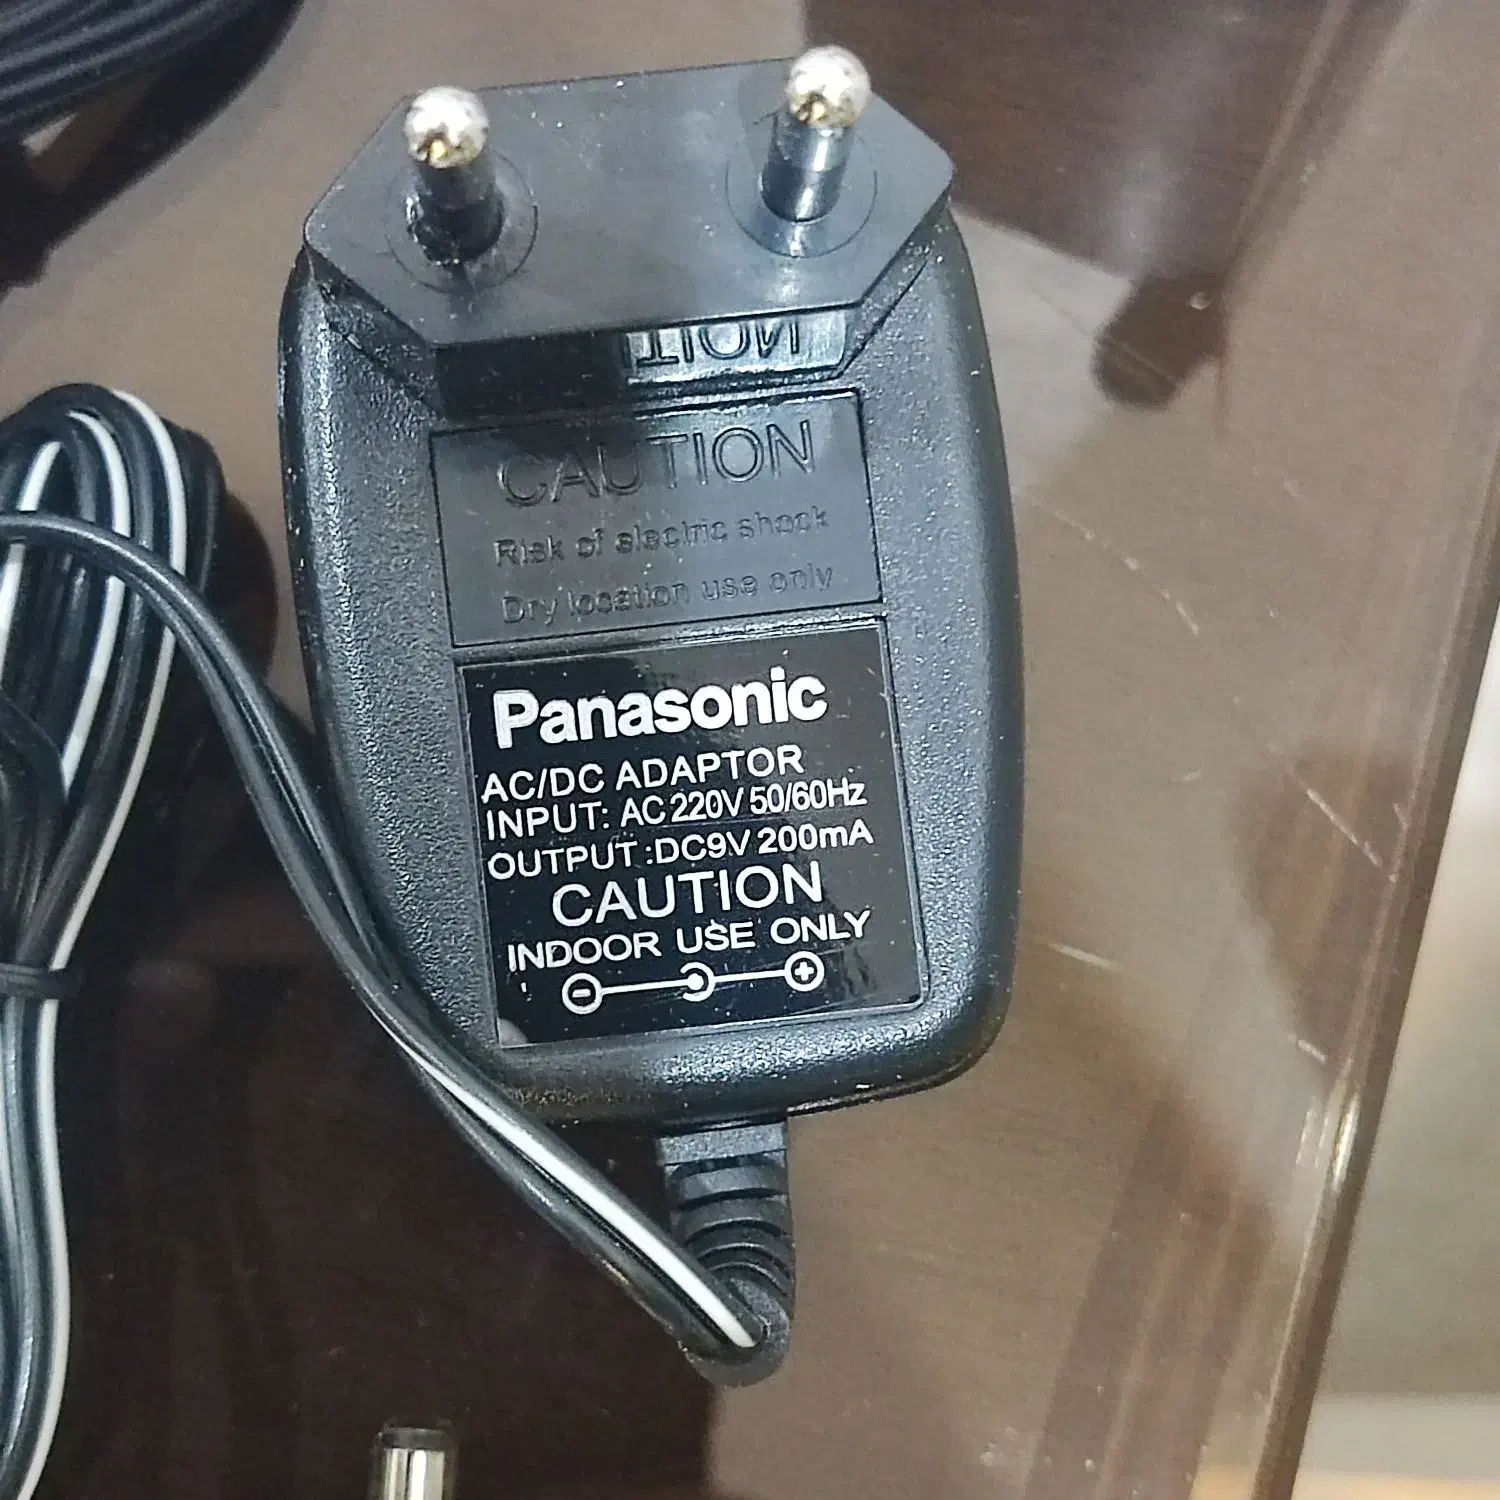 CAUTION
Risk of electric shock
Dry location use only
Panasonic
AC/DC ADAPTOR
INPUT: AC 220V 50/60Hz
OUTPUT :DC9V 200mA
CAUTION
INDOOR USE ONLY